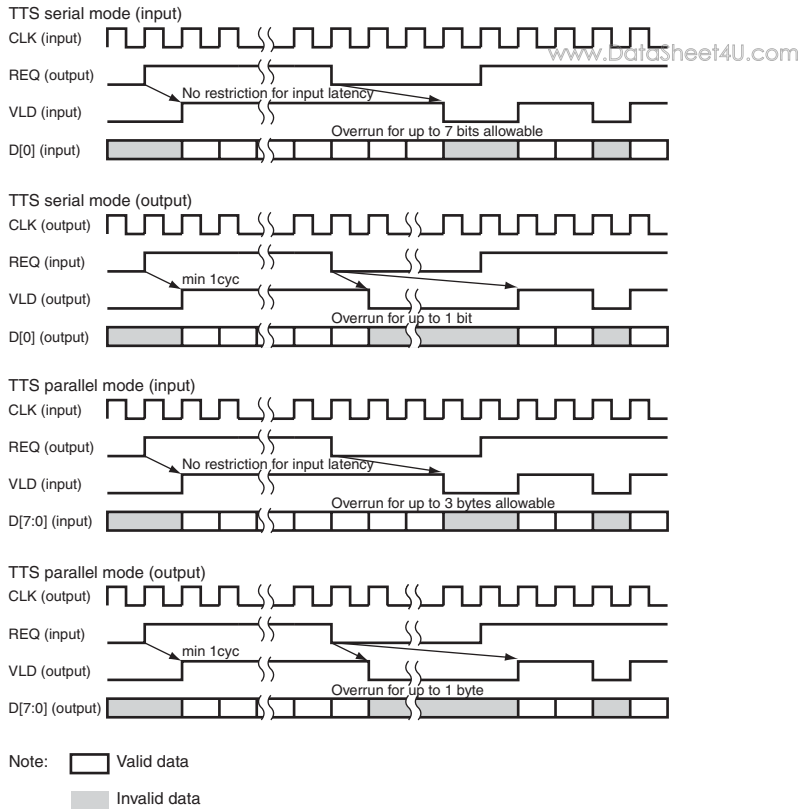 TTS serial mode (input)
CLK (input)
www.DataSheet4U.com
REQ (output)
No restriction for input latency
VLD (input)
Overrun for up to 7 bits allowable
D[0] (input)
TTS serial mode (output)
CLK (output)
REQ (input)
min 1cyc
VLD (output)
Overrun for up to 1 bit
D[0] (output)
TTS parallel mode (input)
CLK (input)
REQ (output)
No restriction for input latency
VLD (input)
Overrun for up to 3 bytes allowable
D[7:0] (input)
TTS parallel mode (output)
CLK (output)
REQ (input)
min 1cyc
VLD (output)
Overrun for up to 1 byte
D[7:0] (output)
Note: Valid data
Invalid data